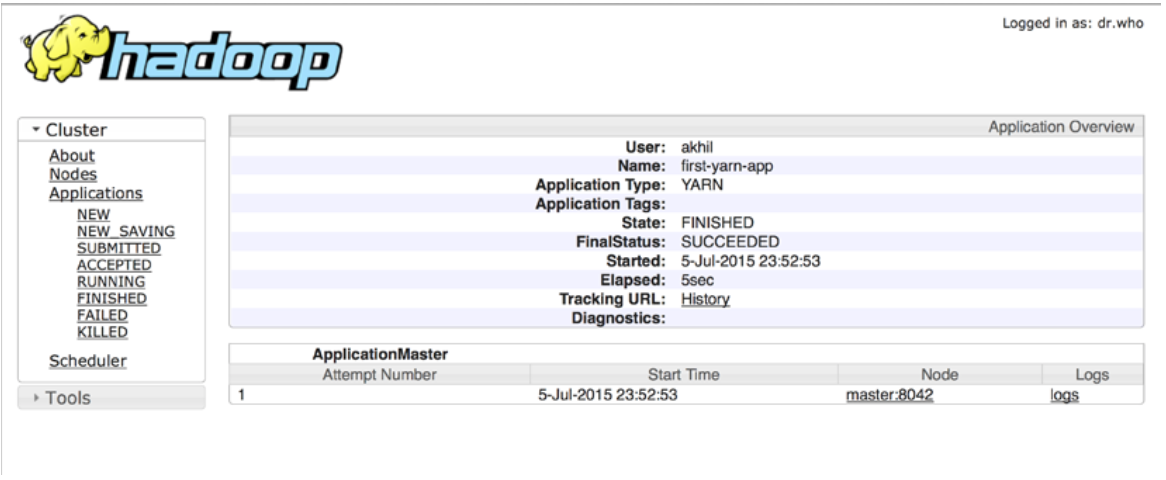 hadoop
Logged in as: dr.who
Cluster
About
Nodes
Applications
NEW
NEW_SAVING
SUBMITTED
ACCEPTED
RUNNING
FINISHED
FAILED
KILLED
Scheduler
Tools
Application Overview
User: akhil
Name: first-yarn-app
Application Type: YARN
Application Tags:
State: FINISHED
FinalStatus: SUCCEEDED
Started: 5-Jul-2015 23:52:53
Elapsed: 5sec
Tracking URL: History
Diagnostics:
ApplicationMaster
Attempt Number Start Time Node Logs
1 5-Jul-2015 23:52:53 master:8042 logs